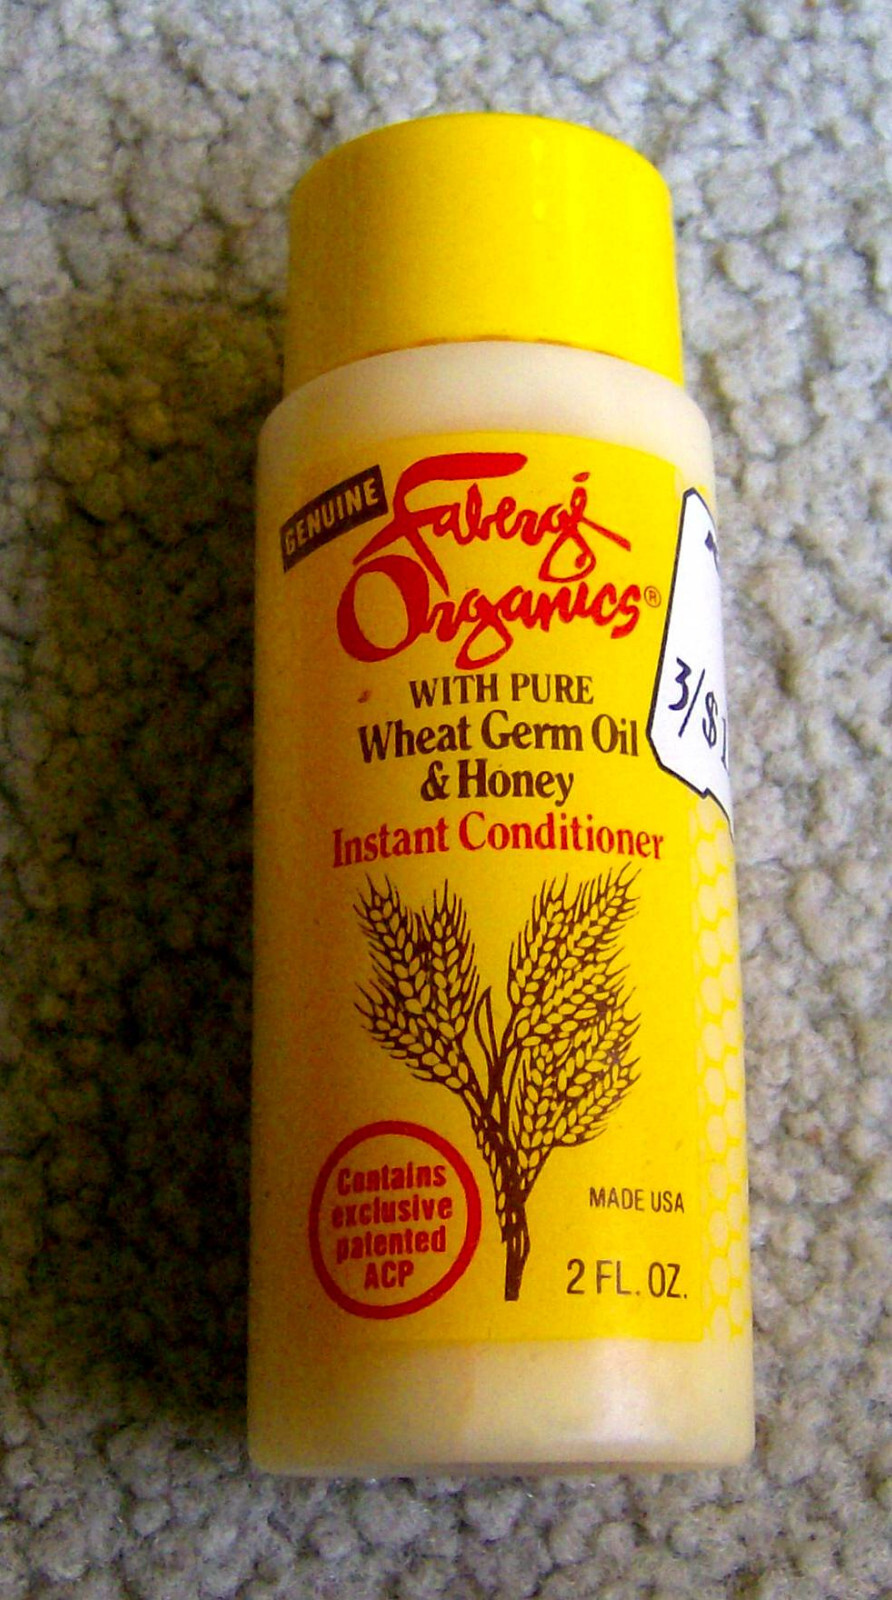 GENUINE
Fabergé
Organics®
WITH PURE
Wheat Germ Oil
& Honey
Instant Conditioner
3/$1
Contains
exclusive
patented
ACP
MADE USA
2 FL. OZ.